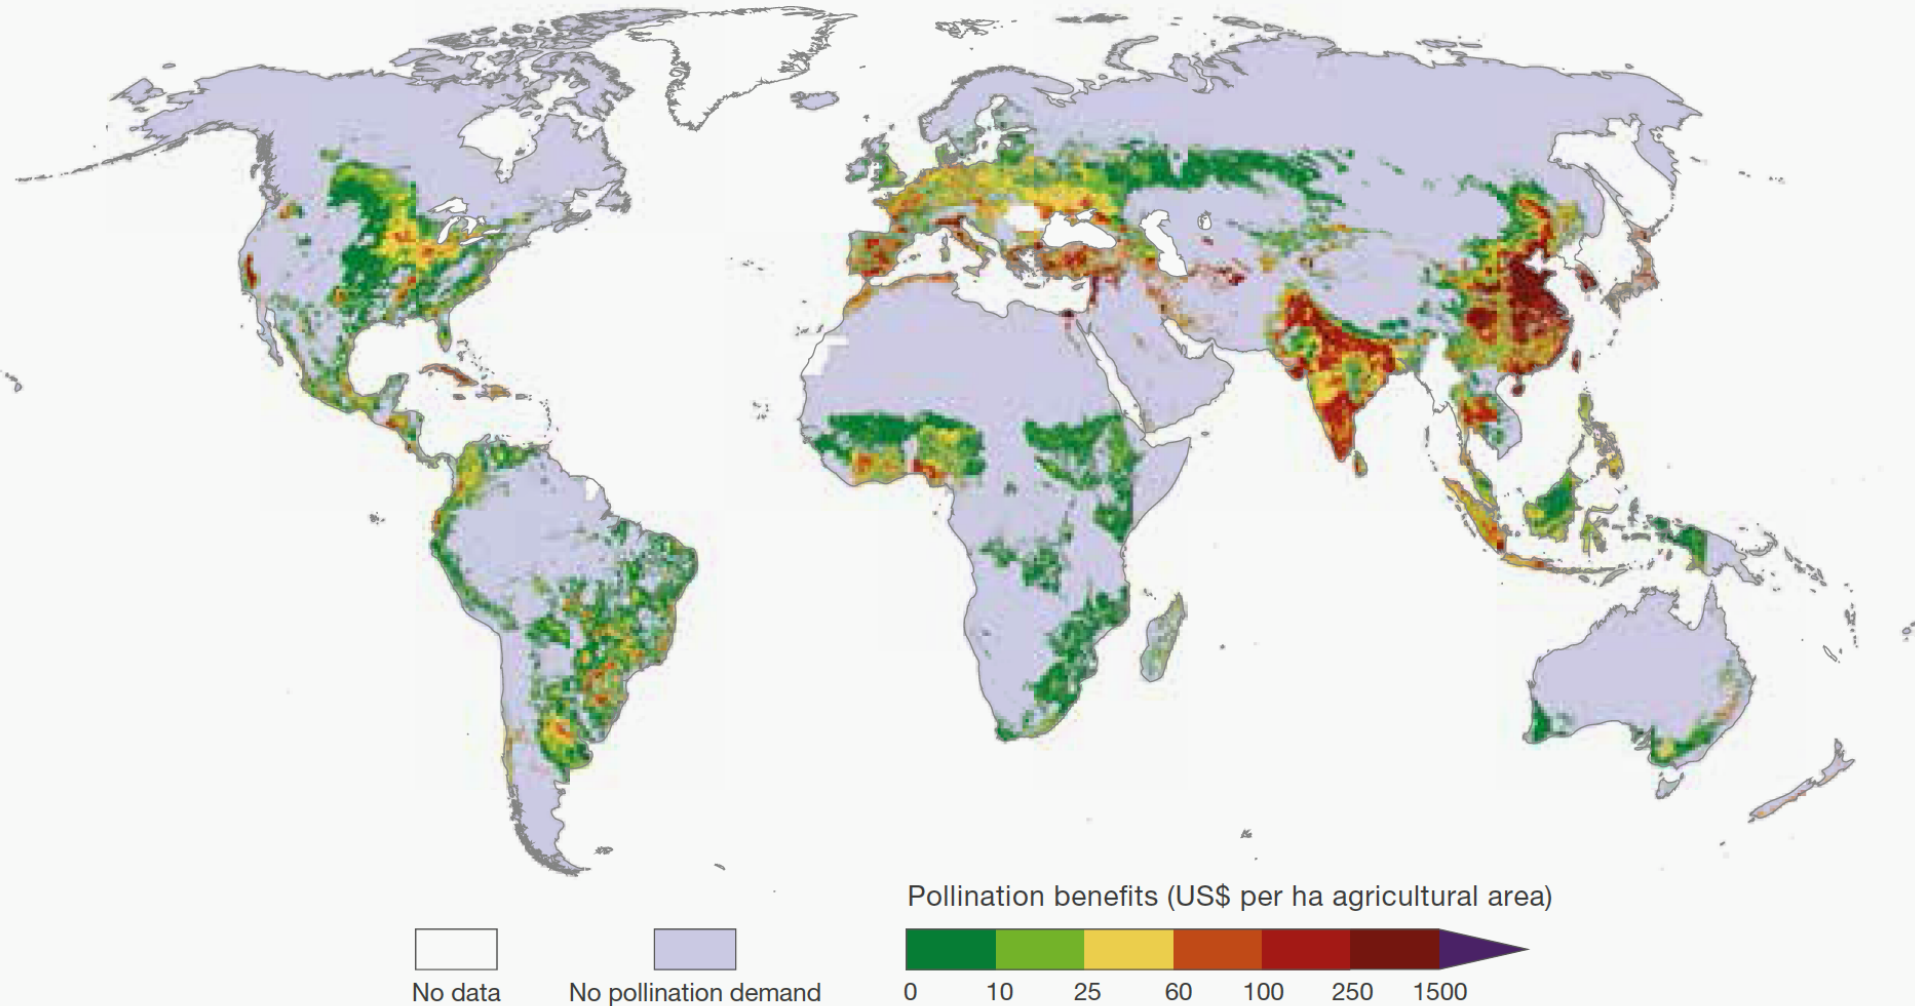 Pollination benefits (US$ per ha agricultural area)
No data
No pollination demand
0 10 25 60 100 250 1500